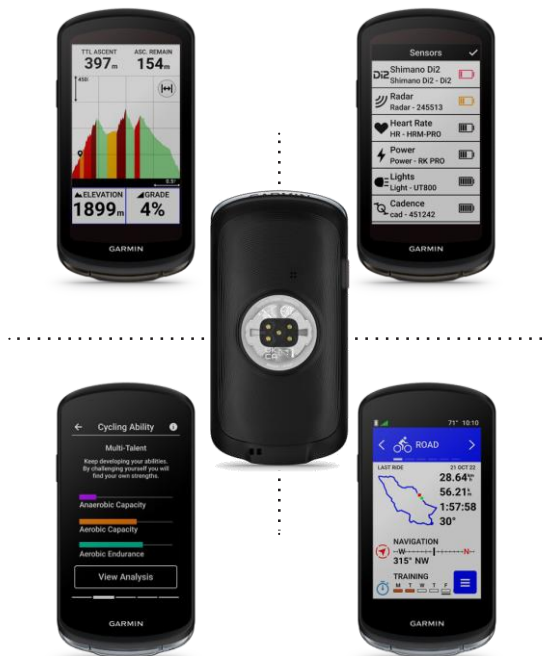 TTL ASCENT
397m
ASC. REMAIN
154m
450
ELEVATION
1899m
GRADE
4%
GARMIN
Sensors
Di2
Shimano Di2
Shimano Di2 - Di2
Radar
Radar - 245513
Heart Rate
HR - HRM-PRO
Power
Power - RK PRO
Lights
Light - UT800
Cadence
cad - 451242
GARMIN
Cycling Ability
Multi-Talent
Keep developing your abilities.
By challenging yourself you will
find your own strengths.
Anaerobic Capacity
Aerobic Capacity
Aerobic Endurance
View Analysis
GARMIN
71° 10:10
ROAD
LAST RIDE 21 OCT 22
28.64
56.21
1:57:58
30°
NAVIGATION
W N
315° NW
TRAINING
M T W T F
GARMIN